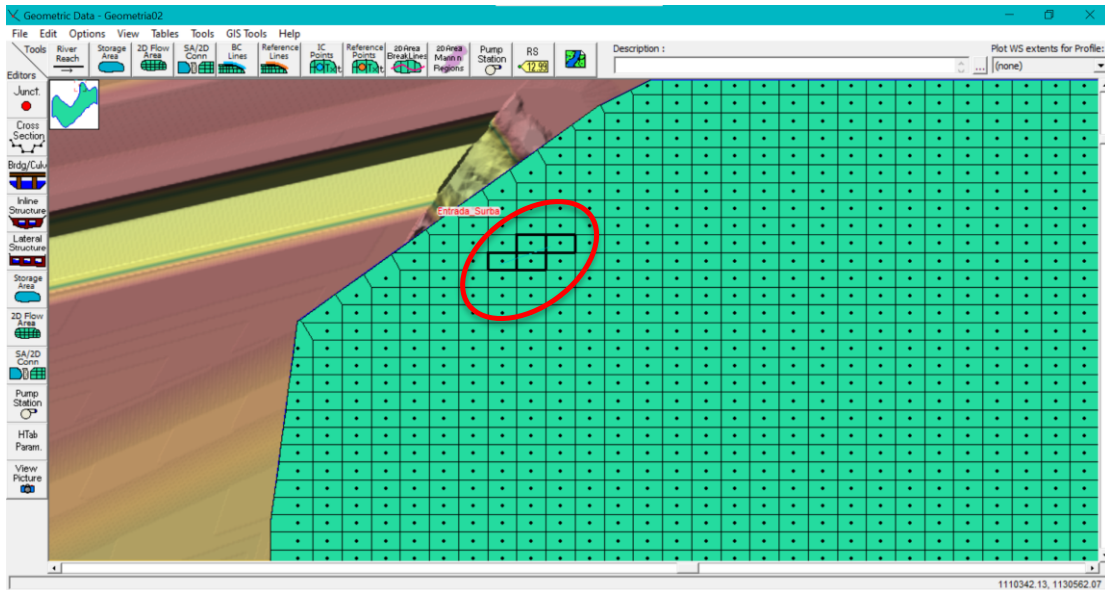 Geometric Data - Geometria02
File Edit Options View Tables Tools GIS Tools Help
Tools
River
Reach
Storage
Area
2D Flow
Area
SA/2D
Conn
BC
Lines
Reference
Lines
IC
Points
Reference
Points
2D Area
BreakLines
2D Area
Mann n
Regions
Pump
Station
RS
12.99
Description :
...
Plot WS extents for Profile:
(none)
Editors
Junct.
Cross
Section
Brdg/Culv
Inline
Structure
Lateral
Structure
Storage
Area
2D Flow
Area
SA/2D
Conn
Pump
Station
HTab
Param.
View
Picture
Entrada_Surba
1110342.13, 1130562.07